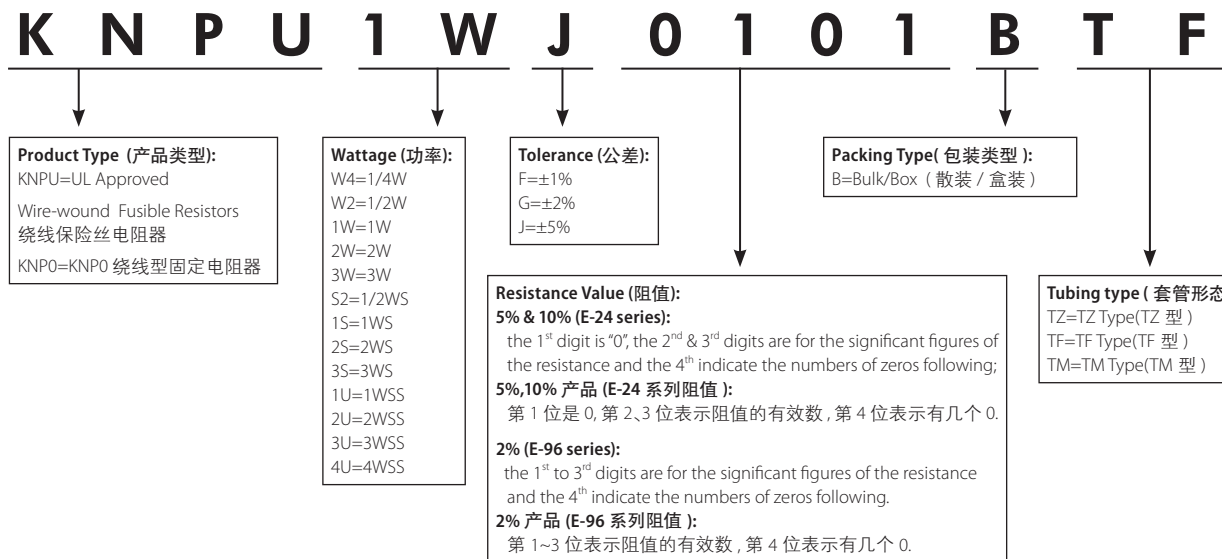 K N P U 1 W J 0 1 0 1 B T F
Product Type (产品类型):
KNPU=UL Approved
Wire-wound Fusible Resistors
绕线保险丝电阻器
KNP0=KNP0 绕线型固定电阻器
Wattage (功率):
W4=1/4W
W2=1/2W
1W=1W
2W=2W
3W=3W
S2=1/2WS
1S=1WS
2S=2WS
3S=3WS
1U=1WSS
2U=2WSS
3U=3WSS
4U=4WSS
Tolerance (公差):
F=±1%
G=±2%
J=±5%
Resistance Value (阻值):
5% & 10% (E-24 series):
the 1st digit is "0", the 2nd & 3rd digits are for the significant figures of
the resistance and the 4th indicate the numbers of zeros following;
5%,10% 产品 (E-24 系列阻值 ):
第 1 位是 0, 第 2、3 位表示阻值的有效数 , 第 4 位表示有几个 0.
2% (E-96 series):
the 1st to 3rd digits are for the significant figures of the resistance
and the 4th indicate the numbers of zeros following.
2% 产品 (E-96 系列阻值 ):
第 1~3 位表示阻值的有效数 , 第 4 位表示有几个 0.
Packing Type( 包装类型 ):
B=Bulk/Box ( 散装 / 盒装 )
Tubing type ( 套管形态
TZ=TZ Type(TZ 型 )
TF=TF Type(TF 型 )
TM=TM Type(TM 型 )